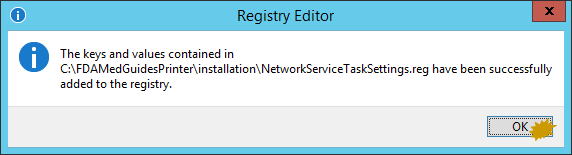 Registry Editor
The keys and values contained in
C:\FDAMedGuidesPrinter\installation\NetworkServiceTaskSettings.reg have been successfully
added to the registry.
OK